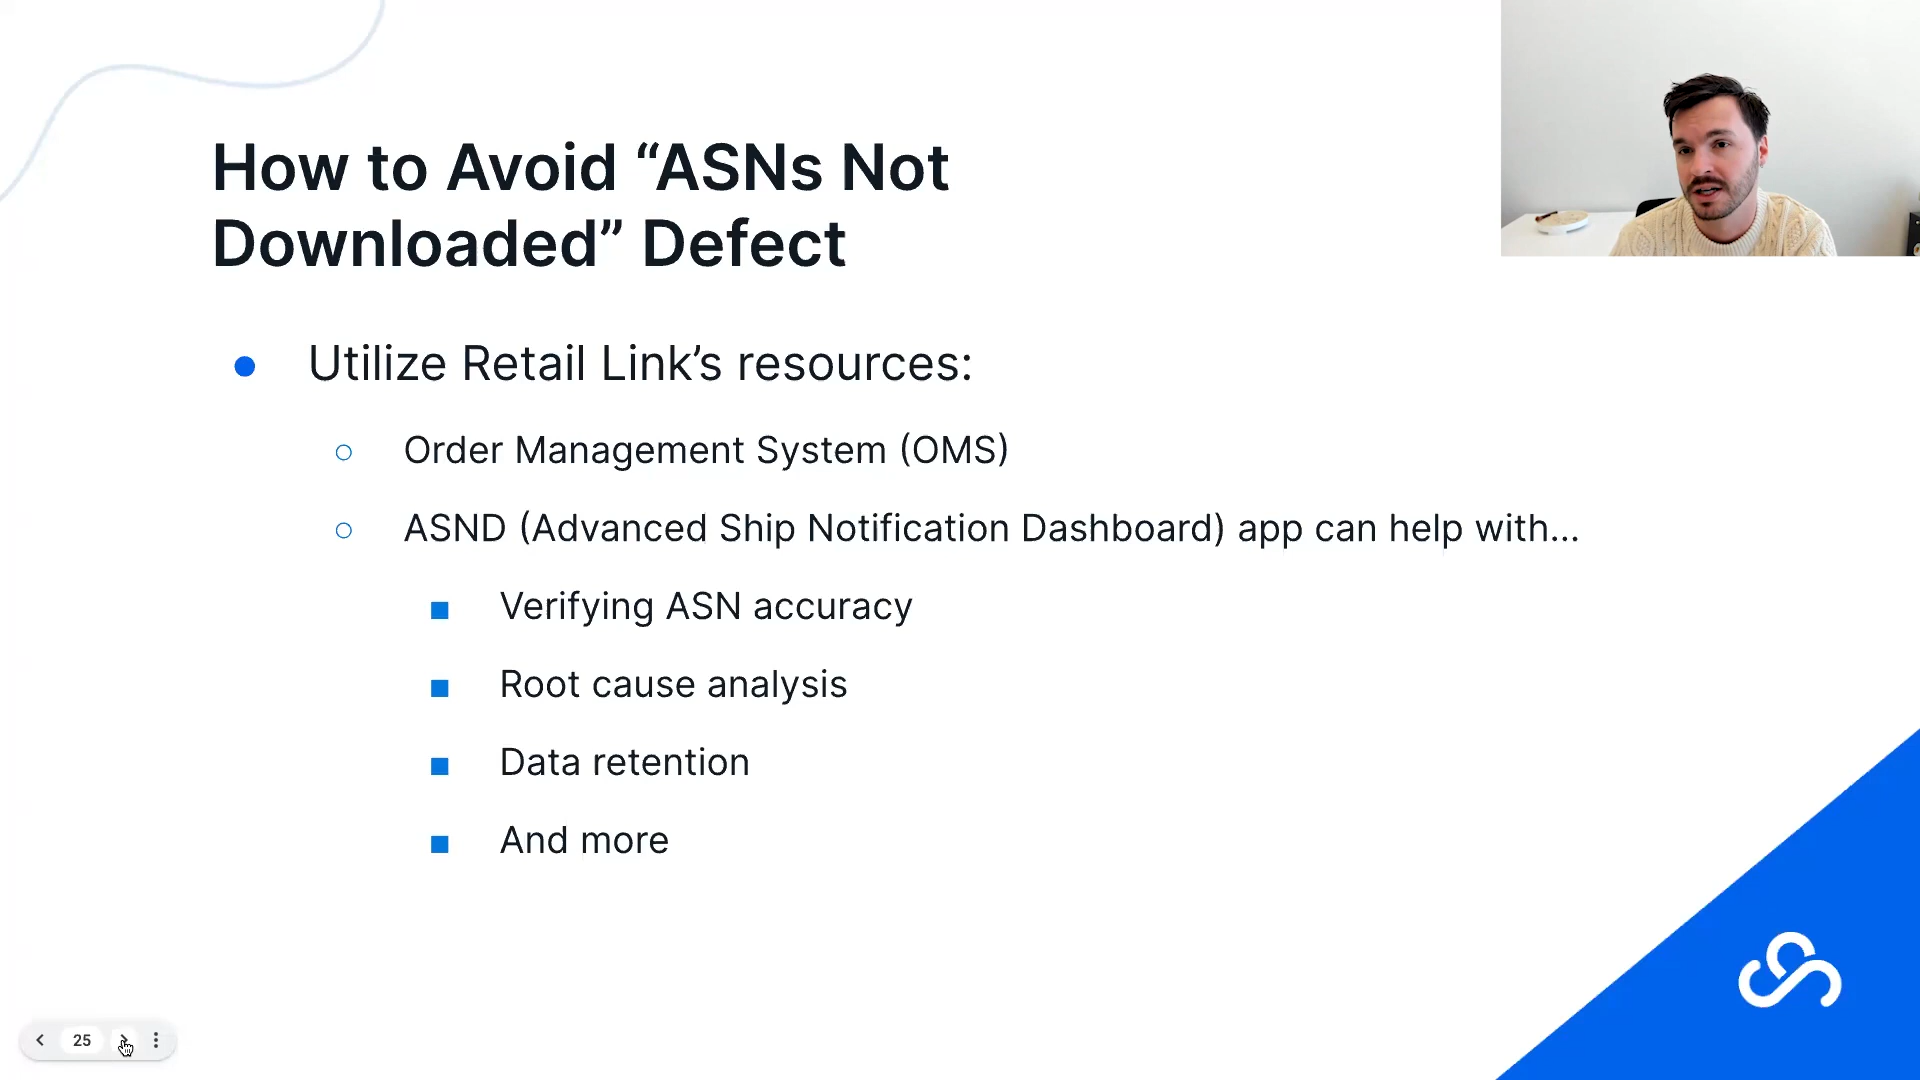 How to Avoid “ASNs Not
Downloaded” Defect
Utilize Retail Link’s resources:
Order Management System (OMS)
ASND (Advanced Ship Notification Dashboard) app can help with...
Verifying ASN accuracy
Root cause analysis
Data retention
And more
25